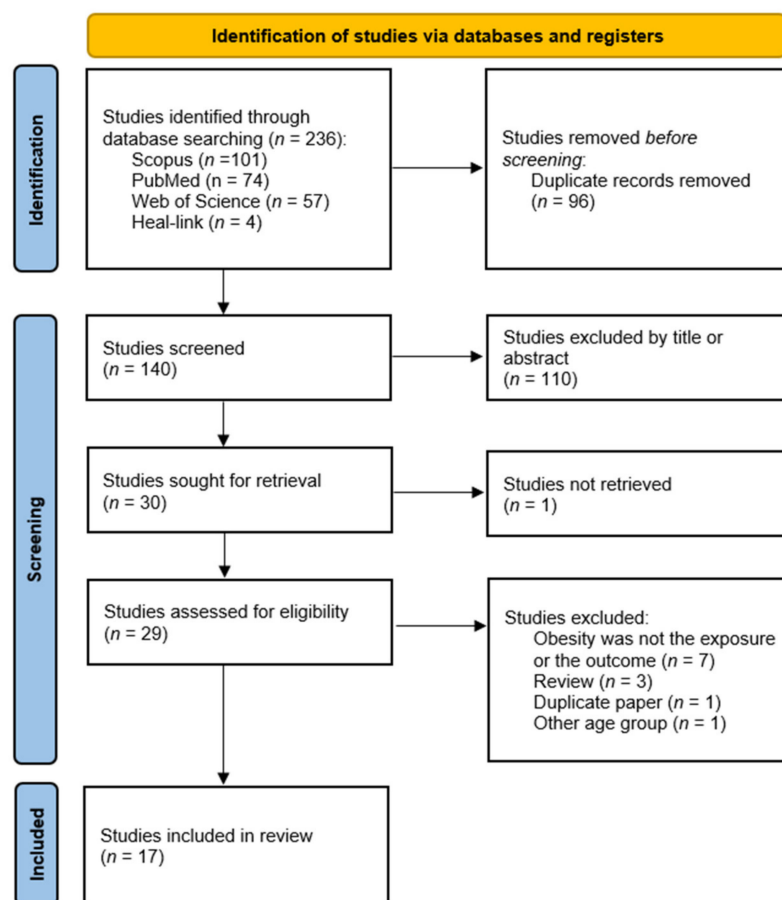 Identification of studies via databases and registers
Identification
Studies identified through
database searching (n = 236):
Scopus (n =101)
PubMed (n = 74)
Web of Science (n = 57)
Heal-link (n = 4)
Studies removed before
screening:
Duplicate records removed
(n = 96)
Screening
Studies screened
(n = 140)
Studies excluded by title or
abstract
(n = 110)
Studies sought for retrieval
(n = 30)
Studies not retrieved
(n = 1)
Studies assessed for eligibility
(n = 29)
Studies excluded:
Obesity was not the exposure
or the outcome (n = 7)
Review (n = 3)
Duplicate paper (n = 1)
Other age group (n = 1)
Included
Studies included in review
(n = 17)